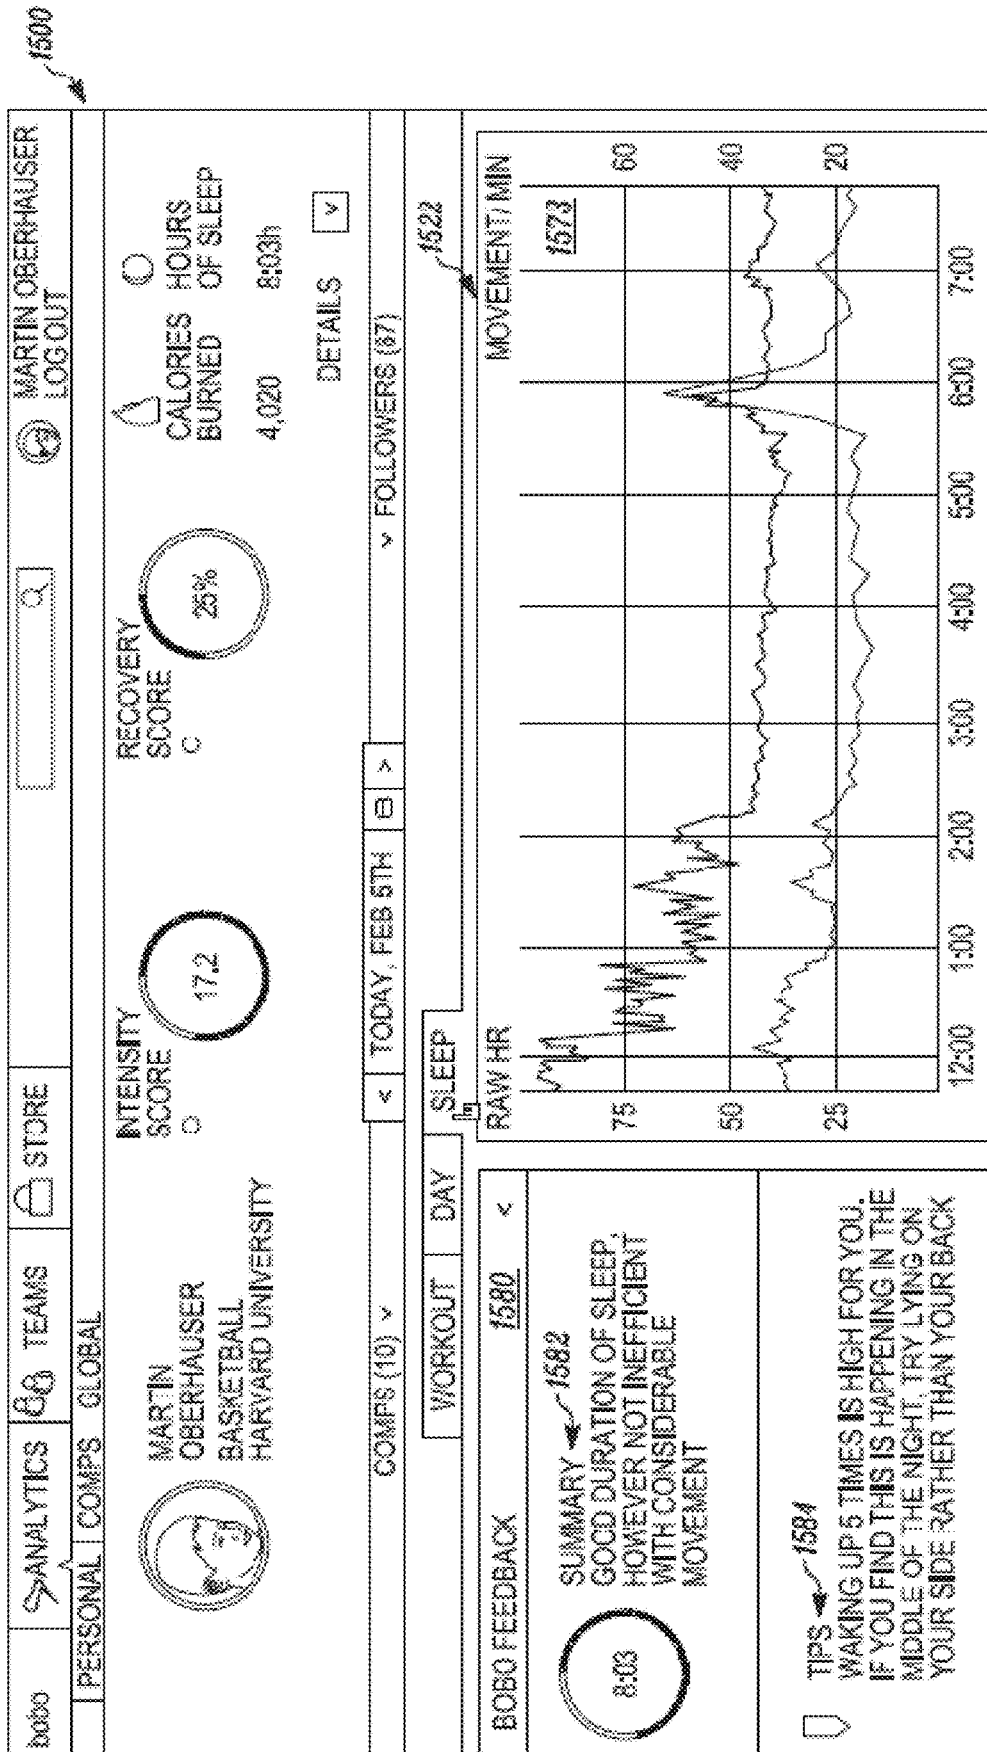 1500
bobo
ANALYTICS
TEAMS
STORE
MARTIN OBERHAUSER
LOG OUT
PERSONAL | COMPS GLOBAL
MARTIN
OBERHAUSER
BASKETBALL
HARVARD UNIVERSITY
INTENSITY
SCORE
17.2
RECOVERY
SCORE
25%
CALORIES
BURNED
4,020
HOURS
OF SLEEP
8:03h
DETAILS
COMPS (10)
< TODAY, FEB 5TH >
FOLLOWERS (67)
WORKOUT DAY SLEEP
1522
BOBO FEEDBACK 1580 <
8:03
SUMMARY 1582
GOOD DURATION OF SLEEP,
HOWEVER NOT INEFFICIENT
WITH CONSIDERABLE
MOVEMENT
TIPS 1584
WAKING UP 5 TIMES IS HIGH FOR YOU.
IF YOU FIND THIS IS HAPPENING IN THE
MIDDLE OF THE NIGHT, TRY LYING ON
YOUR SIDE RATHER THAN YOUR BACK
RAW HR
MOVEMENT/ MIN
1573
75
50
25
60
40
20
12:00 1:00 2:00 3:00 4:00 5:00 6:00 7:00